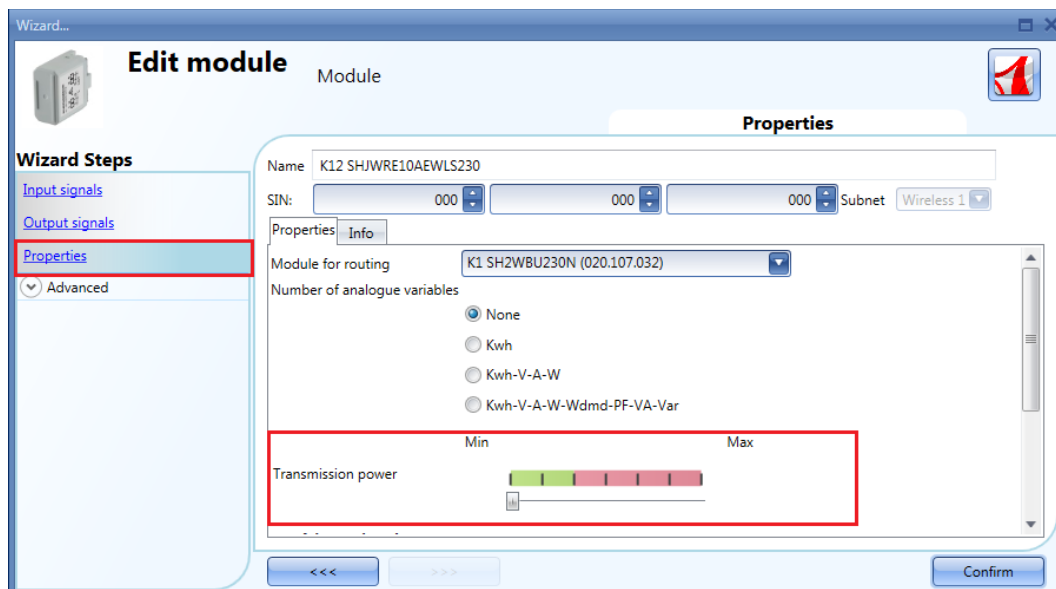 Wizard...
Edit module
Module
Properties
Wizard Steps
Input signals
Output signals
Properties
Advanced
Name K12 SHJWRE10AEWLS230
SIN: 000 000 000 Subnet Wireless 1
Properties Info
Module for routing K1 SH2WBU230N (020.107.032)
Number of analogue variables
None
Kwh
Kwh-V-A-W
Kwh-V-A-W-Wdmd-PF-VA-Var
Min Max
Transmission power
<<< >>> Confirm